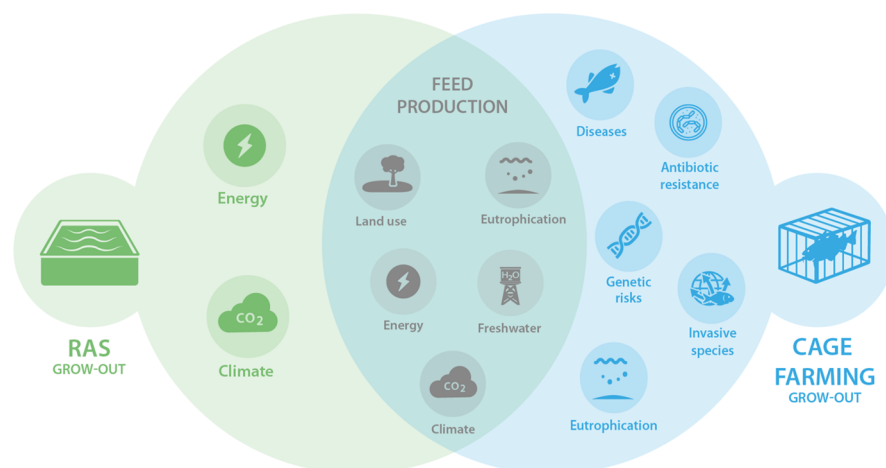 FEED
PRODUCTION
Diseases
Antibiotic
resistance
Energy
Land use
Eutrophication
Genetic
risks
H₂O
Energy
Freshwater
Invasive
species
CO₂
Climate
RAS
GROW-OUT
CAGE
FARMING
GROW-OUT
CO₂
Climate
Eutrophication